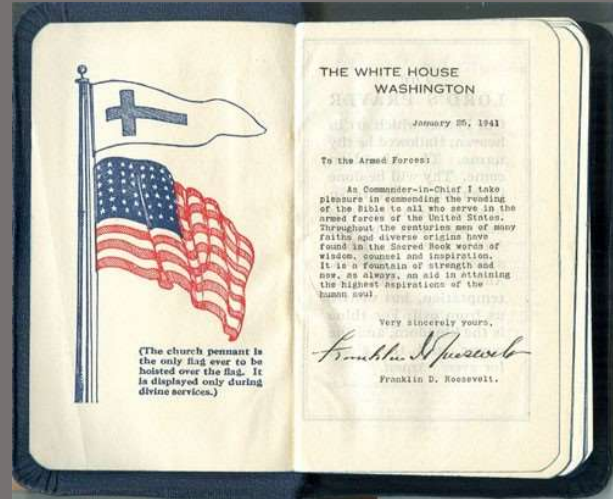 (The church pennant is
the only flag ever to be
hoisted over the flag. It
is displayed only during
divine services.)
THE WHITE HOUSE
WASHINGTON
January 25, 1941
To the Armed Forces:
As Commander-in-Chief I take
pleasure in commending the reading
of the Bible to all who serve in the
armed forces of the United States.
Throughout the centuries men of many
faiths and diverse origins have
found in the Sacred Book words of
wisdom, counsel and inspiration.
It is a fountain of strength and
now, as always, an aid in attaining
the highest aspirations of the
human soul.
Very sincerely yours,
Franklin D Roosevelt
Franklin D. Roosevelt.